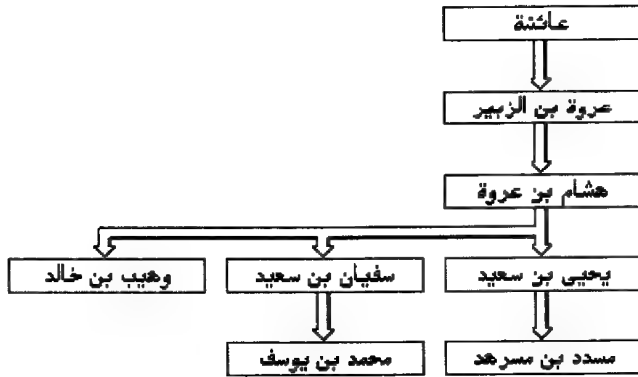 عائشة
عروة بن الزبير
هشام بن عروة
يحيى بن سعيد
سفيان بن سعيد
وهيب بن خالد
مسدد بن مسرهد
محمد بن يوسف